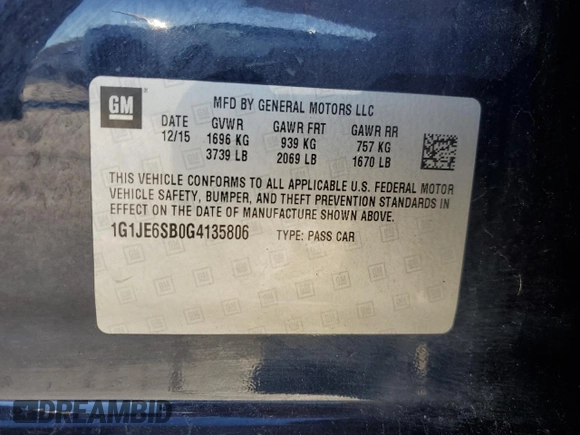 GM
MFD BY GENERAL MOTORS LLC
DATE GVWR GAWR FRT GAWR RR
12/15 1696 KG 939 KG 757 KG
3739 LB 2069 LB 1670 LB
THIS VEHICLE CONFORMS TO ALL APPLICABLE U.S. FEDERAL MOTOR
VEHICLE SAFETY, BUMPER, AND THEFT PREVENTION STANDARDS
IN EFFECT ON THE DATE OF MANUFACTURE SHOWN ABOVE.
1G1JE6SB0G4135806 TYPE: PASS CAR
DREAMBID